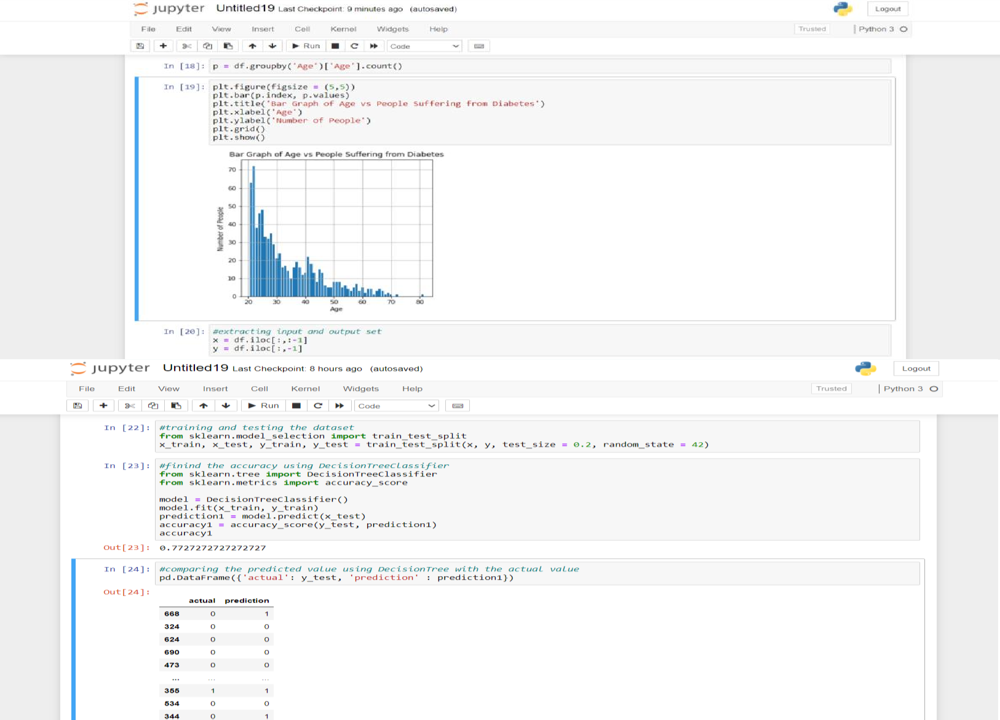 jupyter Untitled19 Last Checkpoint: 9 minutes ago (autosaved) Logout
File Edit View Insert Cell Kernel Widgets Help Trusted Python 3
Run Code
In [18]: p = df.groupby('Age')['Age'].count()
In [19]: plt.figure(figsize = (5,5))
plt.bar(p.index, p.values)
plt.title('Bar Graph of Age vs People Suffering from Diabetes')
plt.xlabel('Age')
plt.ylabel('Number of People')
plt.grid()
plt.show()
Bar Graph of Age vs People Suffering from Diabetes
70
60
50
40
30
20
10
0
Number of People
20 30 40 50 60 70 80
Age
In [20]: #extracting input and output set
x = df.iloc[:,:-1]
y = df.iloc[:,-1]
jupyter Untitled19 Last Checkpoint: 8 hours ago (autosaved) Logout
File Edit View Insert Cell Kernel Widgets Help Trusted Python 3
Run Code
In [22]: #training and testing the dataset
from sklearn.model_selection import train_test_split
x_train, x_test, y_train, y_test = train_test_split(x, y, test_size = 0.2, random_state = 42)
In [23]: #finind the accuracy using DecisionTreeClassifier
from sklearn.tree import DecisionTreeClassifier
from sklearn.metrics import accuracy_score
model = DecisionTreeClassifier()
model.fit(x_train, y_train)
prediction1 = model.predict(x_test)
accuracy1 = accuracy_score(y_test, prediction1)
accuracy1
Out[23]: 0.7727272727272727
In [24]: #comparing the predicted value using DecisionTree with the actual value
pd.DataFrame({'actual': y_test, 'prediction' : prediction1})
Out[24]:
actual prediction
668 0 1
324 0 0
624 0 0
690 0 0
473 0 0
... ... ...
355 1 1
534 0 0
344 0 1